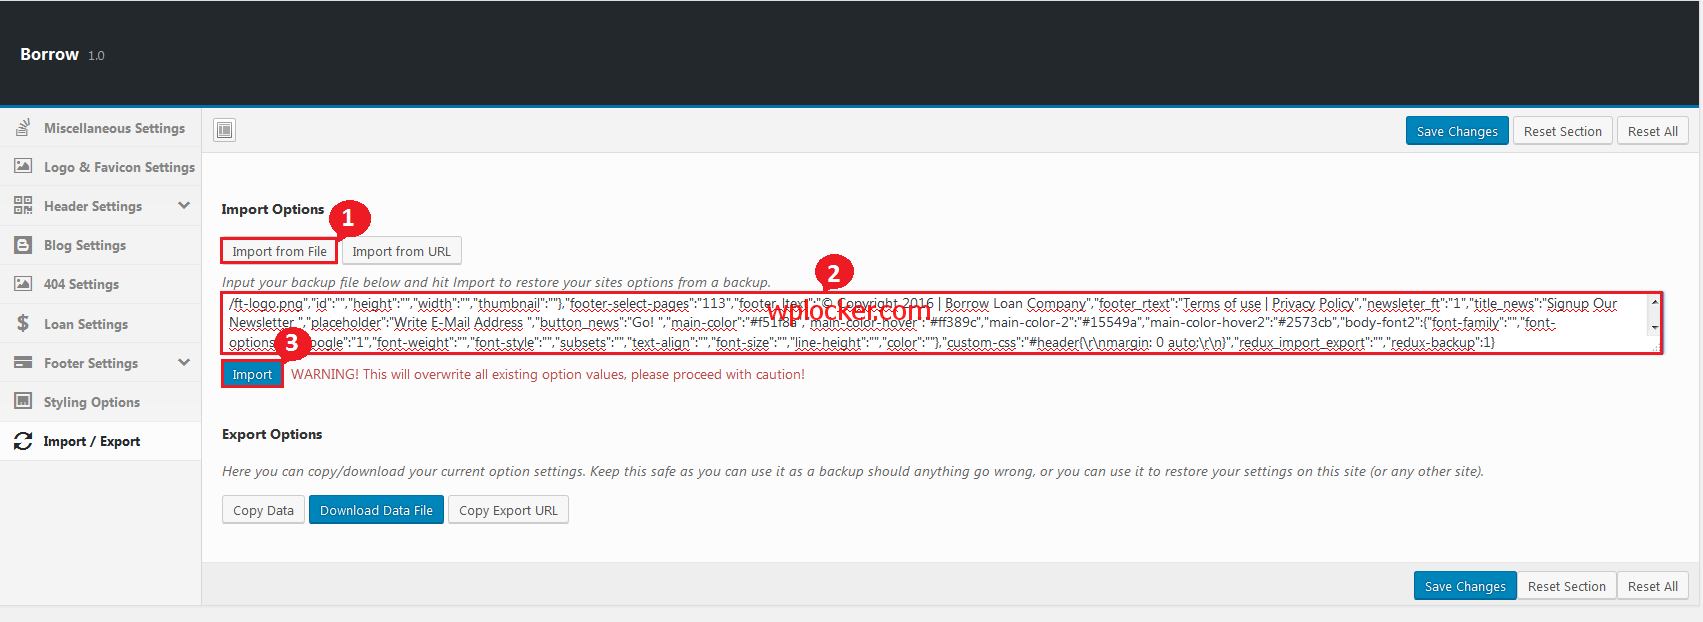 Borrow 1.0
Miscellaneous Settings
Logo & Favicon Settings
Header Settings
Blog Settings
404 Settings
Loan Settings
Footer Settings
Styling Options
Import / Export
Save Changes Reset Section Reset All
Import Options
1
Import from File Import from URL
Input your backup file below and hit Import to restore your sites options from a backup.
2
/ft-logo.png","id":"","height":"","width":"","thumbnail":""},"footer-select-pages":"113","footer_ltext":"© Copyright 2016 | Borrow Loan Company","footer_rtext":"Terms of use | Privacy Policy","newsleter_ft":"1","title_news":"Signup Our
wplocker.com
Newsletter ","placeholder":"Write E-Mail Address ","button_news":"Go! ","main-color":"#f51f8a","main-color-hover":"#ff389c","main-color-2":"#15549a","main-color-hover2":"#2573cb","body-font2":{"font-family":"","font-
options oogle":"1","font-weight":"","font-style":"","subsets":"","text-align":"","font-size":"","line-height":"","color":""},"custom-css":"#header{\r\nmargin: 0 auto;\r\n}","redux_import_export":"","redux-backup":1}
3
Import WARNING! This will overwrite all existing option values, please proceed with caution!
Export Options
Here you can copy/download your current option settings. Keep this safe as you can use it as a backup should anything go wrong, or you can use it to restore your settings on this site (or any other site).
Copy Data Download Data File Copy Export URL
Save Changes Reset Section Reset All